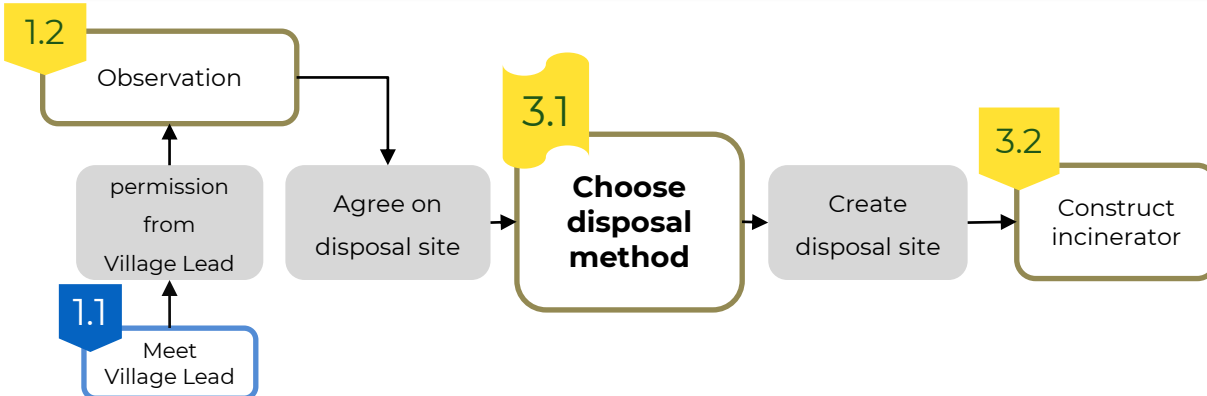 1.2
Observation
permission
from
Village Lead
1.1
Meet
Village Lead
Agree on
disposal site
3.1
Choose
disposal
method
Create
disposal site
3.2
Construct
incinerator